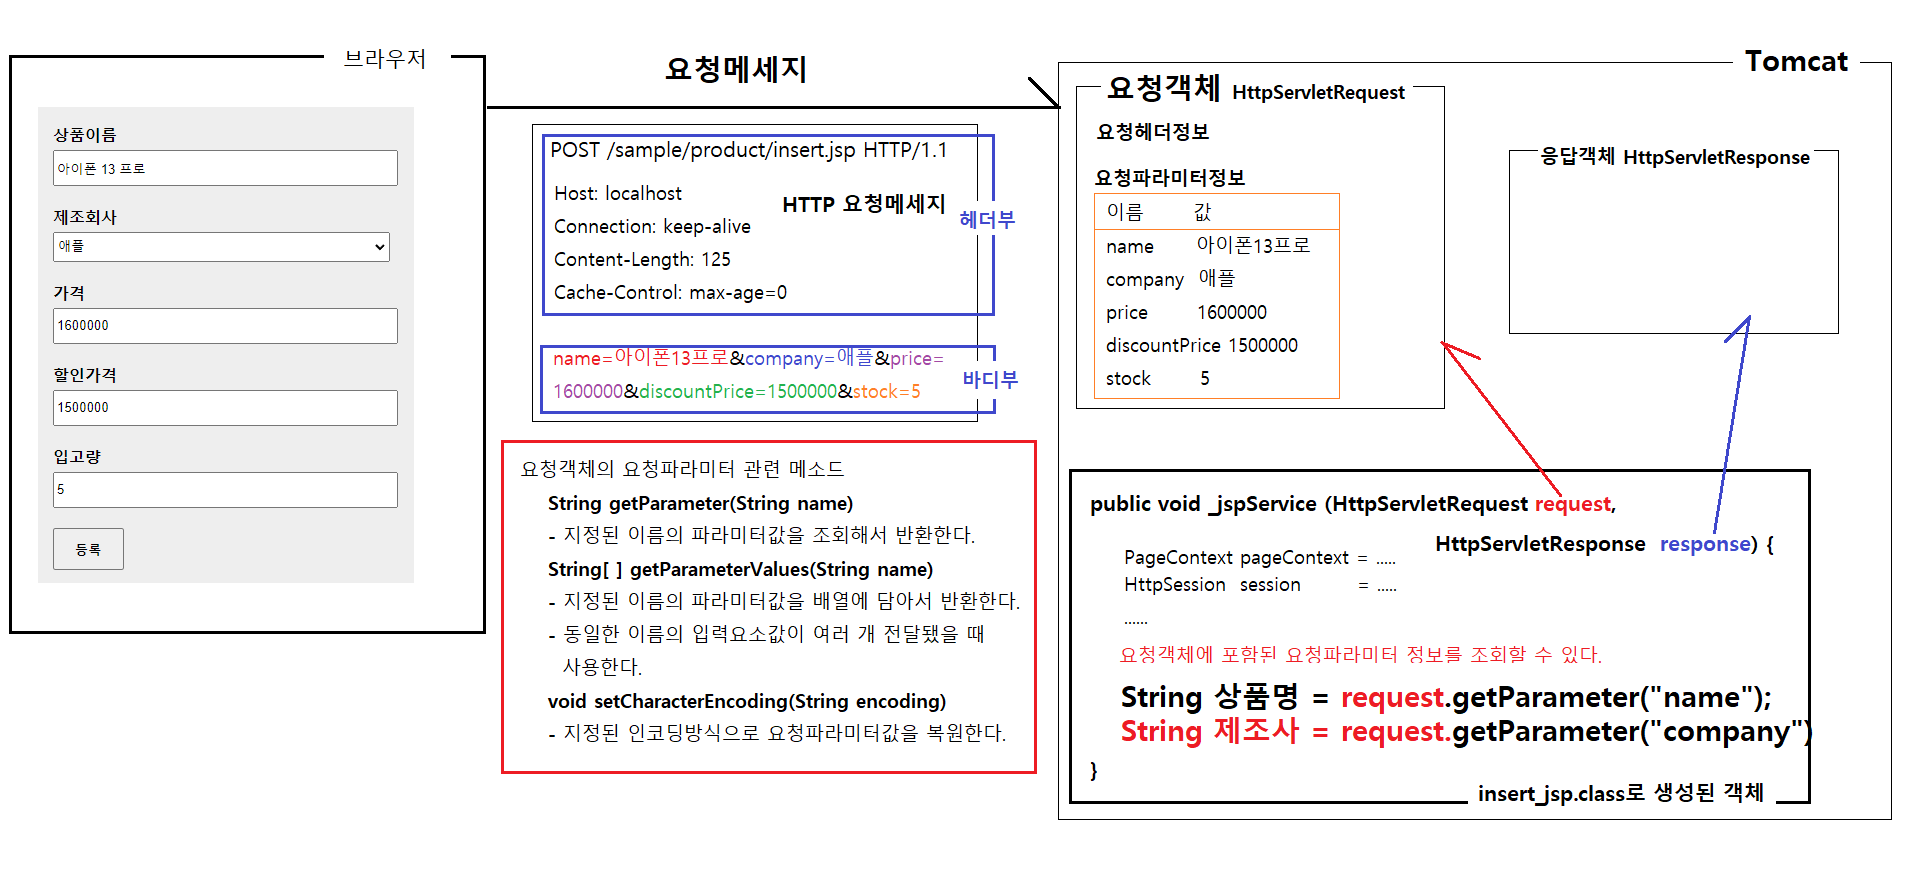 브라우저
상품이름
아이폰 13 프로
제조회사
애플
가격
1600000
할인가격
1500000
입고량
5
등록
요청메세지
POST /sample/product/insert.jsp HTTP/1.1
Host: localhost
HTTP 요청메세지
Connection: keep-alive
Content-Length: 125
Cache-Control: max-age=0
헤더부
name=아이폰13프로&company=애플&price=
1600000&discountPrice=1500000&stock=5
바디부
요청객체의 요청파라미터 관련 메소드
String getParameter(String name)
- 지정된 이름의 파라미터값을 조회해서 반환한다.
String[ ] getParameterValues(String name)
- 지정된 이름의 파라미터값을 배열에 담아서 반환한다.
- 동일한 이름의 입력요소값이 여러 개 전달됐을 때
사용한다.
void setCharacterEncoding(String encoding)
- 지정된 인코딩방식으로 요청파라미터값을 복원한다.
Tomcat
요청객체 HttpServletRequest
요청헤더정보
요청파라미터정보
이름 값
name 아이폰13프로
company 애플
price 1600000
discountPrice 1500000
stock 5
응답객체 HttpServletResponse
public void _jspService (HttpServletRequest request,
HttpServletResponse response) {
PageContext pageContext = .....
HttpSession session = .....
......
요청객체에 포함된 요청파라미터 정보를 조회할 수 있다.
String 상품명 = request.getParameter("name");
String 제조사 = request.getParameter("company")
}
insert_jsp.class로 생성된 객체